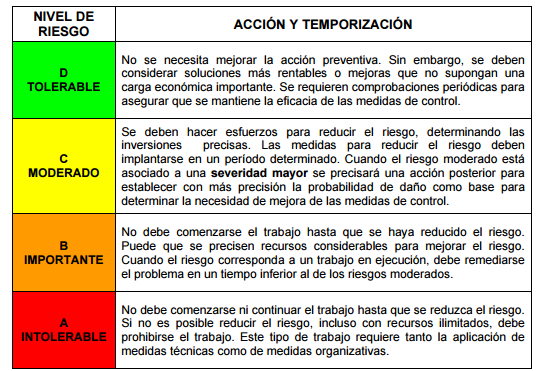 NIVEL DE
RIESGO
ACCIÓN Y TEMPORIZACIÓN
D
TOLERABLE
No se necesita mejorar la acción preventiva. Sin embargo, se deben
considerar soluciones más rentables o mejoras que no supongan una
carga económica importante. Se requieren comprobaciones periódicas para
asegurar que se mantiene la eficacia de las medidas de control.
C
MODERADO
Se deben hacer esfuerzos para reducir el riesgo, determinando las
inversiones precisas. Las medidas para reducir el riesgo deben
implantarse en un período determinado. Cuando el riesgo moderado está
asociado a una severidad mayor se precisará una acción posterior para
establecer con más precisión la probabilidad de daño como base para
determinar la necesidad de mejora de las medidas de control.
B
IMPORTANTE
No debe comenzarse el trabajo hasta que se haya reducido el riesgo.
Puede que se precisen recursos considerables para mejorar el riesgo.
Cuando el riesgo corresponda a un trabajo en ejecución, debe remediarse
el problema en un tiempo inferior al de los riesgos moderados.
A
INTOLERABLE
No debe comenzarse ni continuar el trabajo hasta que se reduzca el riesgo.
Si no es posible reducir el riesgo, incluso con recursos ilimitados, debe
prohibirse el trabajo. Este tipo de trabajo requiere tanto la aplicación de
medidas técnicas como de medidas organizativas.